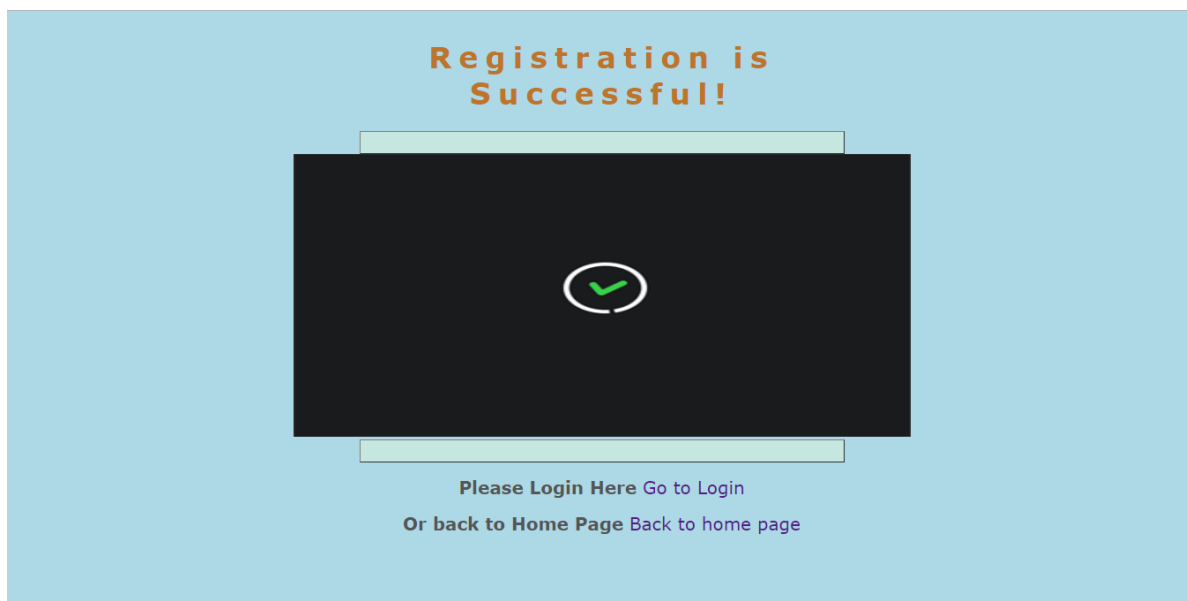 Registration is
Successful!
Please Login Here Go to Login
Or back to Home Page Back to home page